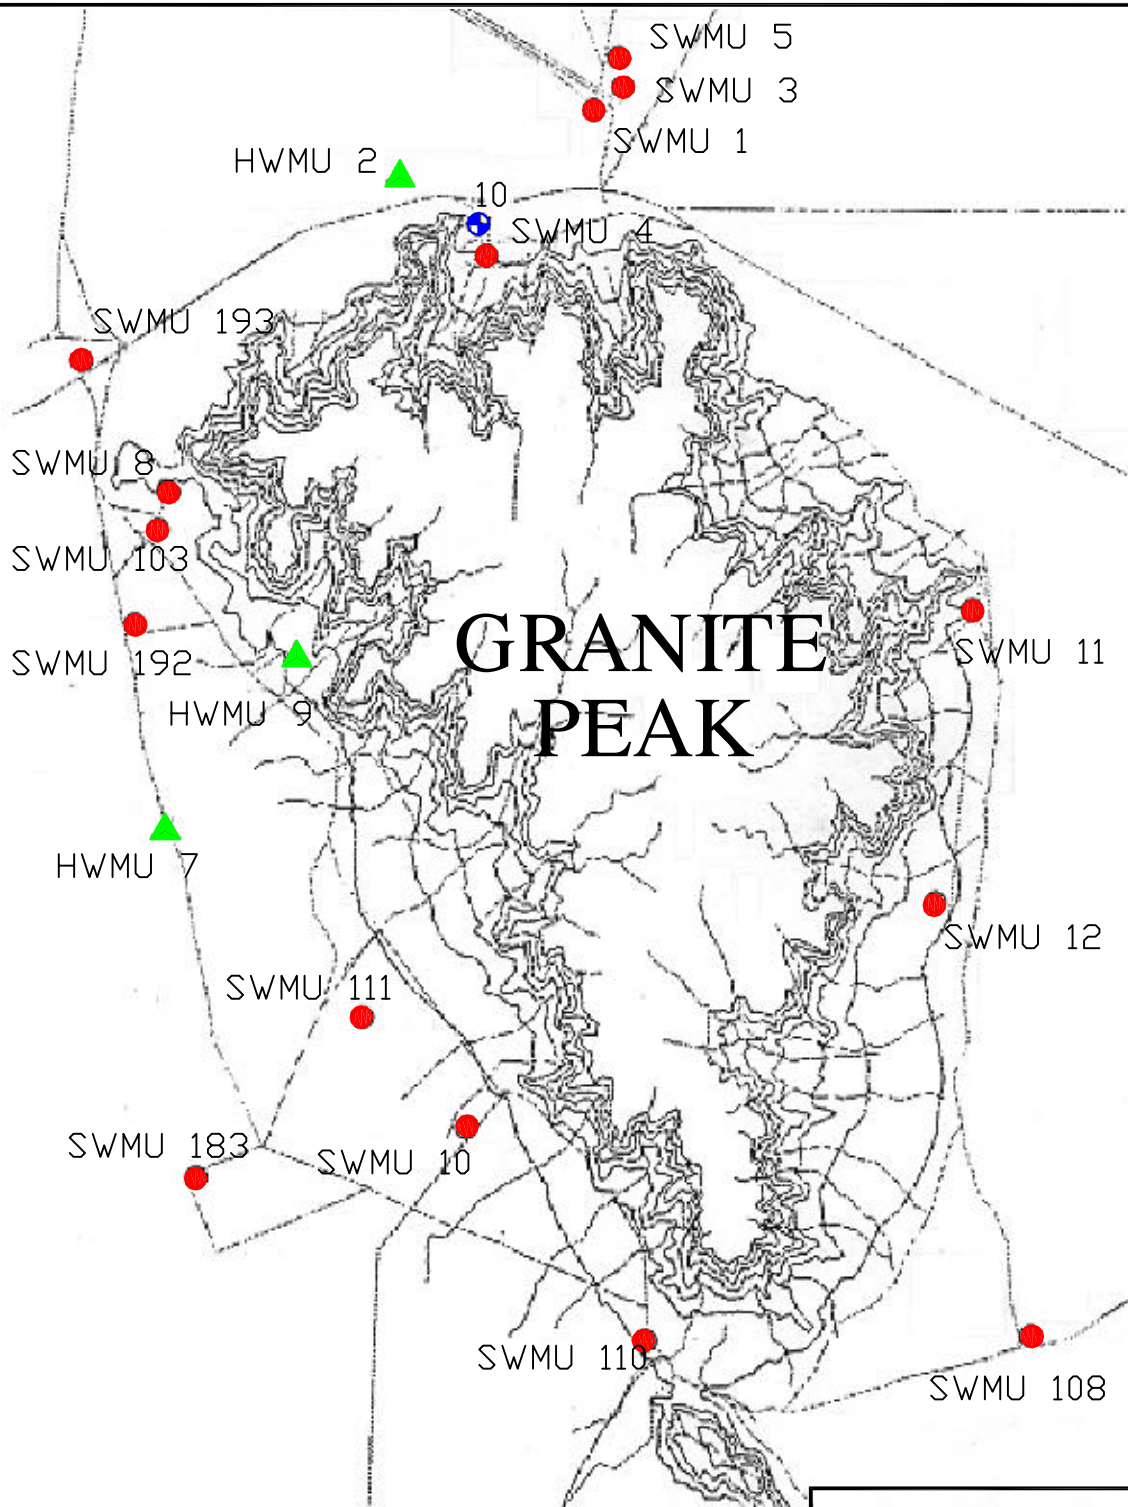 SWMU 5
SWMU 3
SWMU 1
HWMU 2
10
SWMU 4
SWMU 193
SWMU 8
SWMU 103
SWMU 192
HWMU 9
GRANITE
PEAK
SWMU 11
HWMU 7
SWMU 12
SWMU 111
SWMU 183
SWMU 10
SWMU 110
SWMU 108